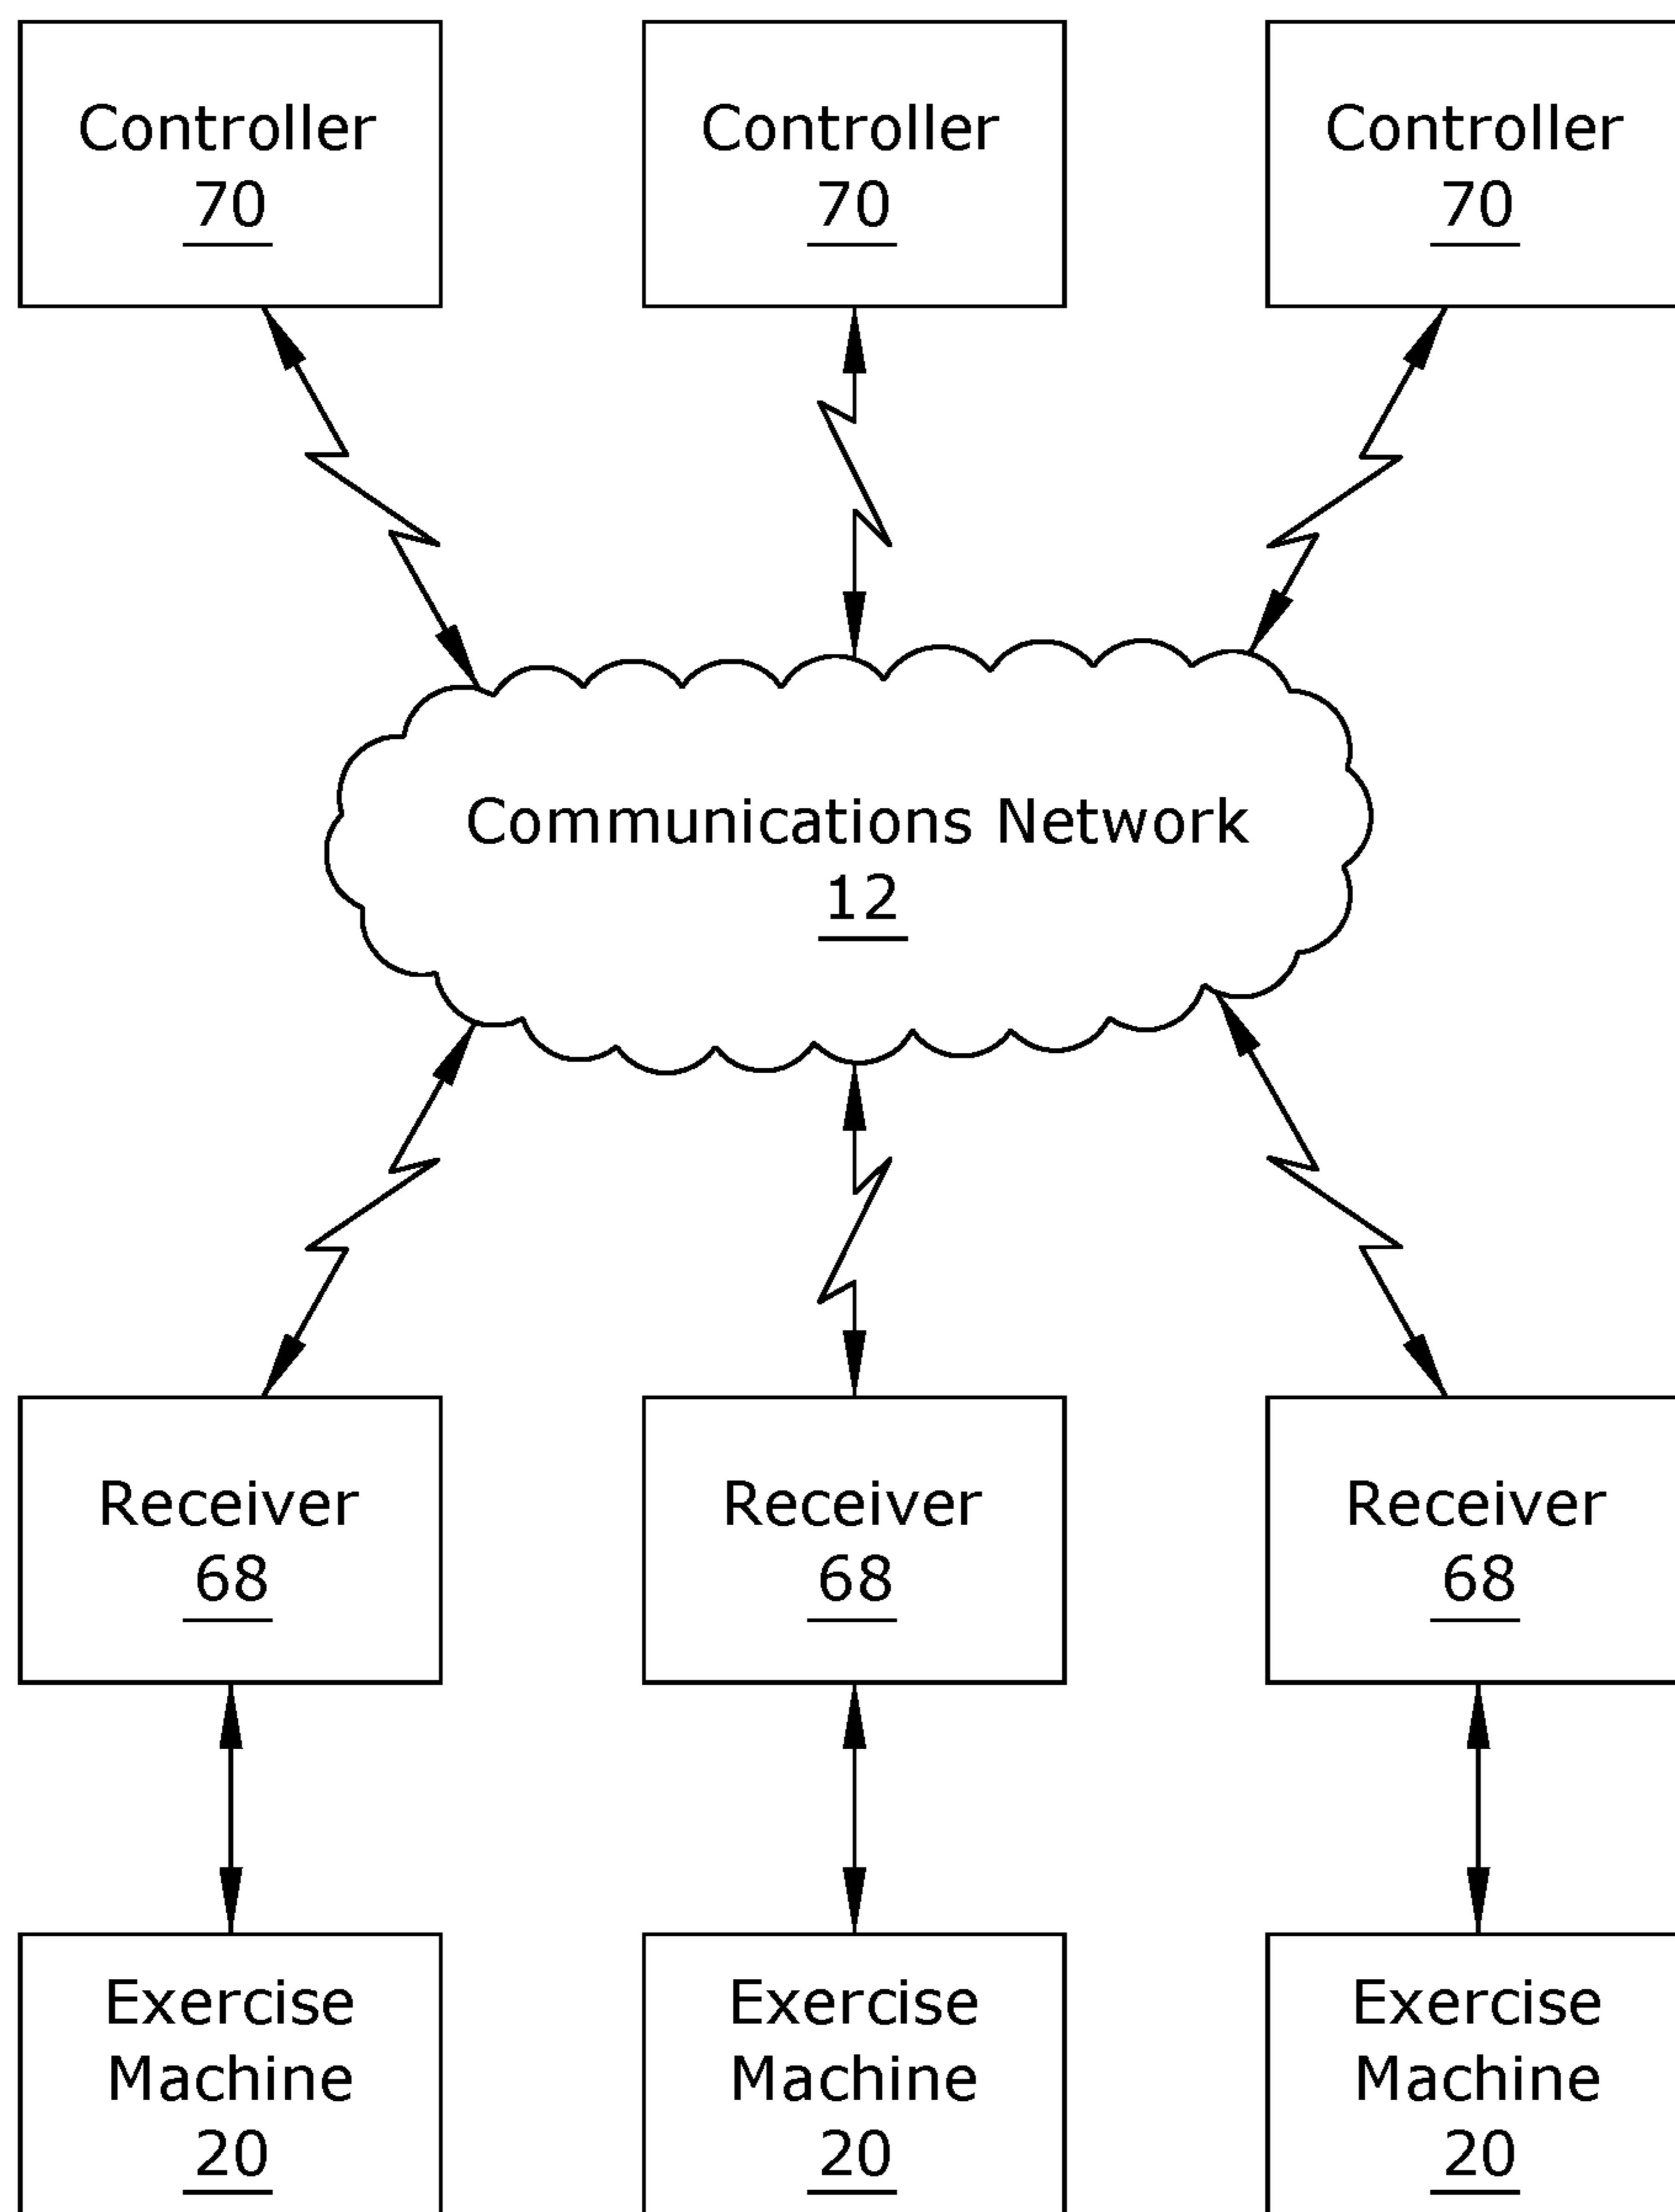 Controller
70
Controller
70
Controller
70
Communications Network
12
Receiver
68
Receiver
68
Receiver
68
Exercise
Machine
20
Exercise
Machine
20
Exercise
Machine
20